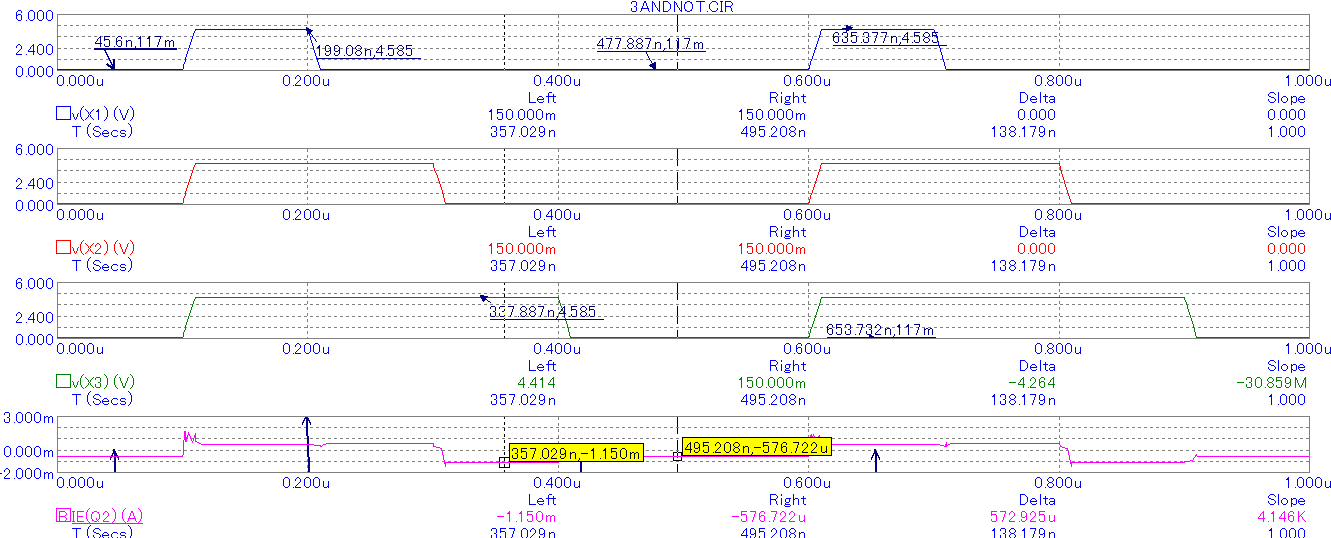 3ANDNOT.CIR
6.000
45.6n,117m
199.08n,4.585
477.887n,117m
635.377n,4.585
2.400
0.000
0.000u 0.200u 0.400u 0.600u 0.800u 1.000u
Left Right Delta Slope
v(X1) (V) 150.000m 150.000m 0.000 0.000
T (Secs) 357.029n 495.208n 138.179n 1.000
6.000
2.400
0.000
0.000u 0.200u 0.400u 0.600u 0.800u 1.000u
Left Right Delta Slope
v(X2) (V) 150.000m 150.000m 0.000 0.000
T (Secs) 357.029n 495.208n 138.179n 1.000
6.000
2.400
337.887n,4.585
653.732n,117m
0.000
0.000u 0.200u 0.400u 0.600u 0.800u 1.000u
Left Right Delta Slope
v(X3) (V) 4.414 150.000m -4.264 -30.859M
T (Secs) 357.029n 495.208n 138.179n 1.000
3.000m
0.000m
357.029n,-1.150m
495.208n,-576.722u
-2.000m
0.000u 0.200u 0.400u 0.600u 0.800u 1.000u
Left Right Delta Slope
IE(Q2) (A) -1.150m -576.722u 572.925u 4.146K
T (Secs) 357.029n 495.208n 138.179n 1.000